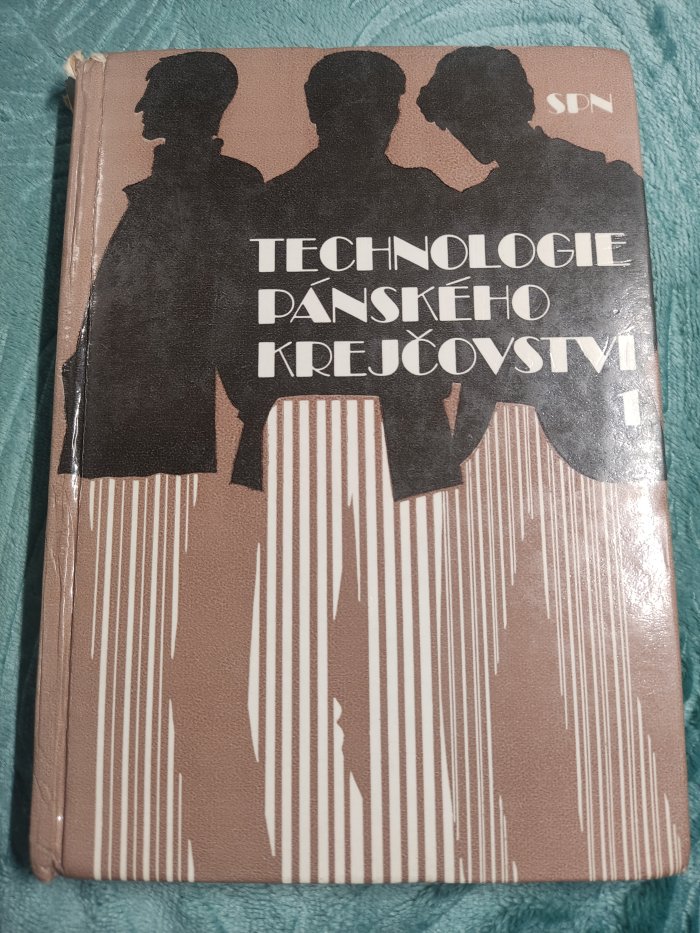 SPN
TECHNOLOGIE
PÁNSKÉHO
KREJČOVSTVÍ
1